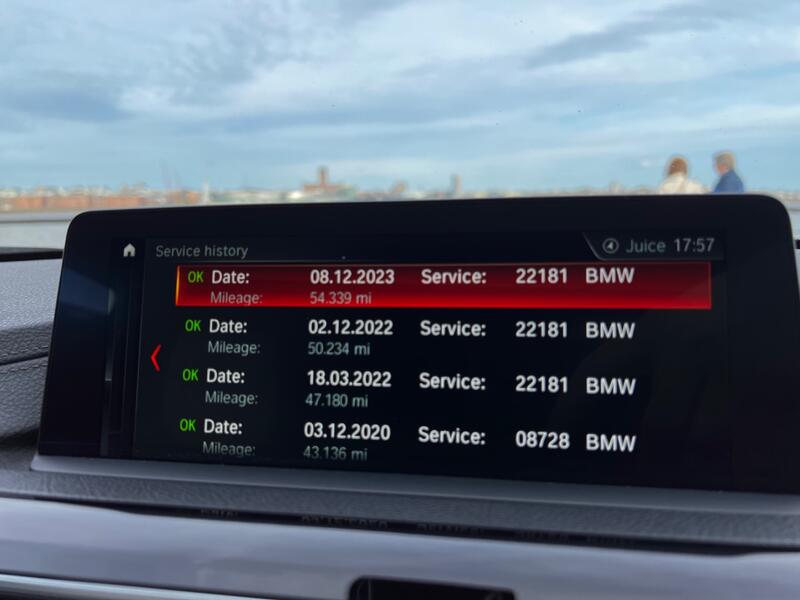 Service history
Juice 17:57
OK Date: 08.12.2023 Service: 22181 BMW
Mileage: 54.339 mi
OK Date: 02.12.2022 Service: 22181 BMW
Mileage: 50.234 mi
OK Date: 18.03.2022 Service: 22181 BMW
Mileage: 47.180 mi
OK Date: 03.12.2020 Service: 08728 BMW
Mileage: 43.136 mi